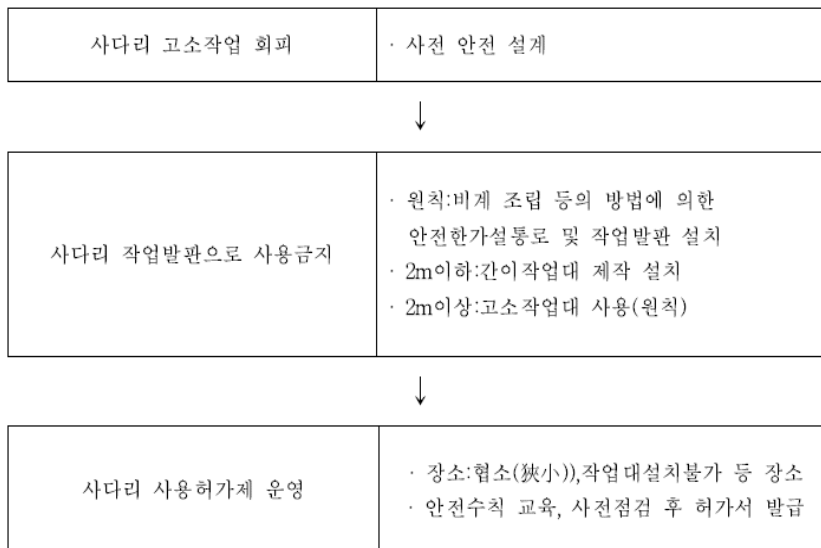 사다리 고소작업 회피
· 사전 안전 설계
↓
사다리 작업발판으로 사용금지
· 원칙:비계 조립 등의 방법에 의한
안전한가설통로 및 작업발판 설치
· 2m이하:간이작업대 제작 설치
· 2m이상:고소작업대 사용(원칙)
↓
사다리 사용허가제 운영
· 장소:협소(狹小)),작업대설치불가 등 장소
· 안전수칙 교육, 사전점검 후 허가서 발급